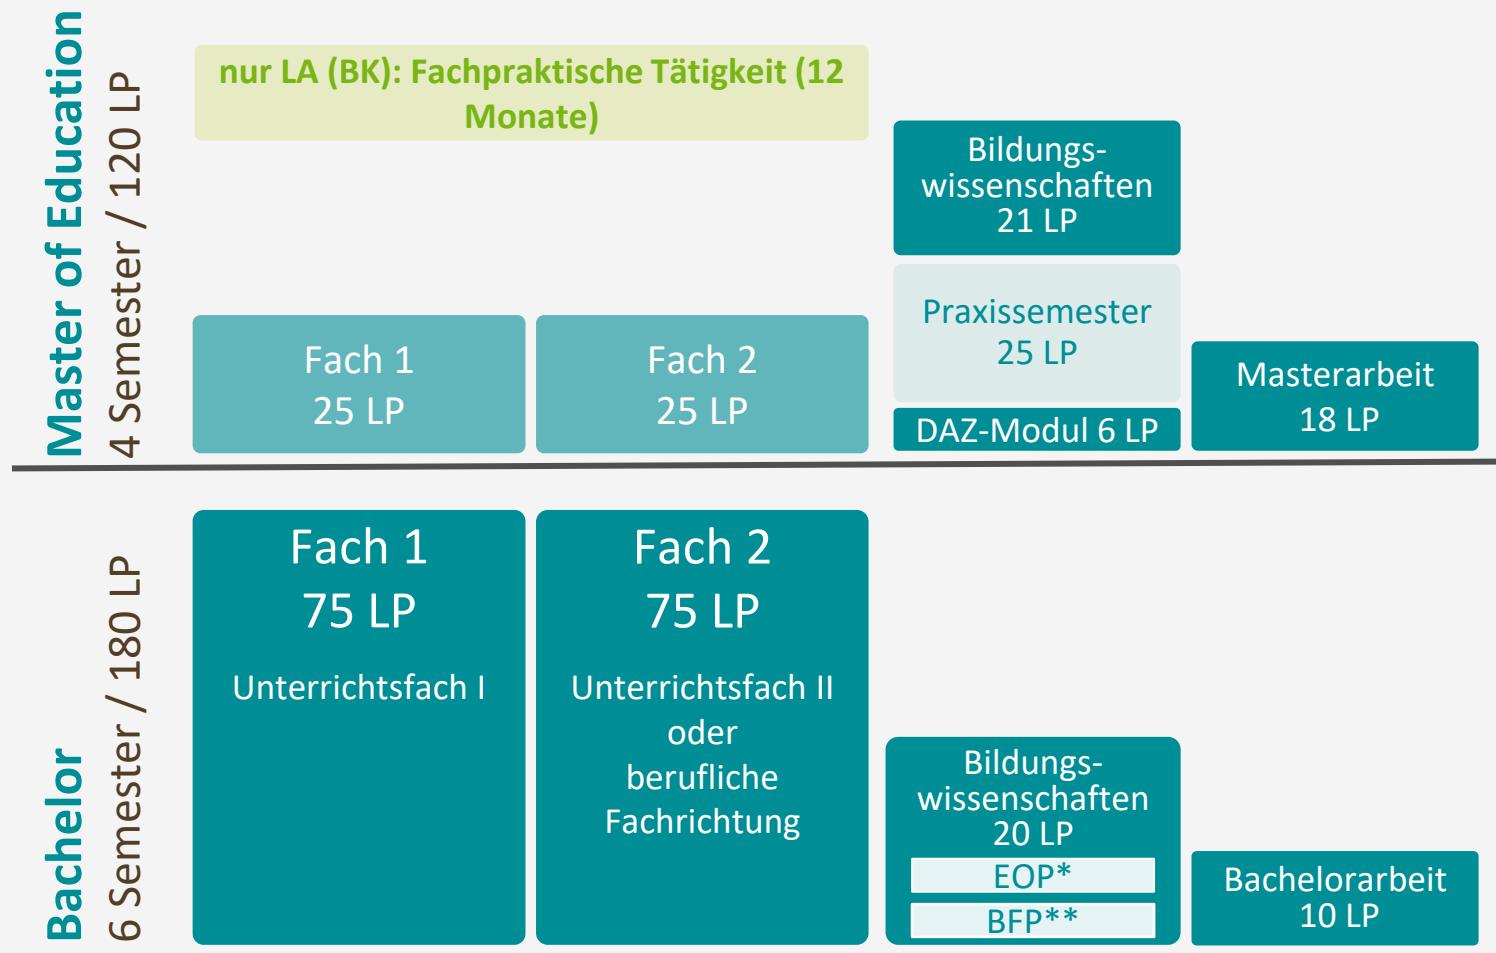 Master of Education
4 Semester / 120 LP
nur LA (BK): Fachpraktische Tätigkeit (12
Monate)
Fach 1
25 LP
Fach 2
25 LP
Bildungs-
wissenschaften
21 LP
Praxissemester
25 LP
DAZ-Modul 6 LP
Masterarbeit
18 LP
Bachelor
6 Semester / 180 LP
Fach 1
75 LP
Unterrichtsfach I
Fach 2
75 LP
Unterrichtsfach II
oder
berufliche
Fachrichtung
Bildungs-
wissenschaften
20 LP
EOP*
BFP**
Bachelorarbeit
10 LP